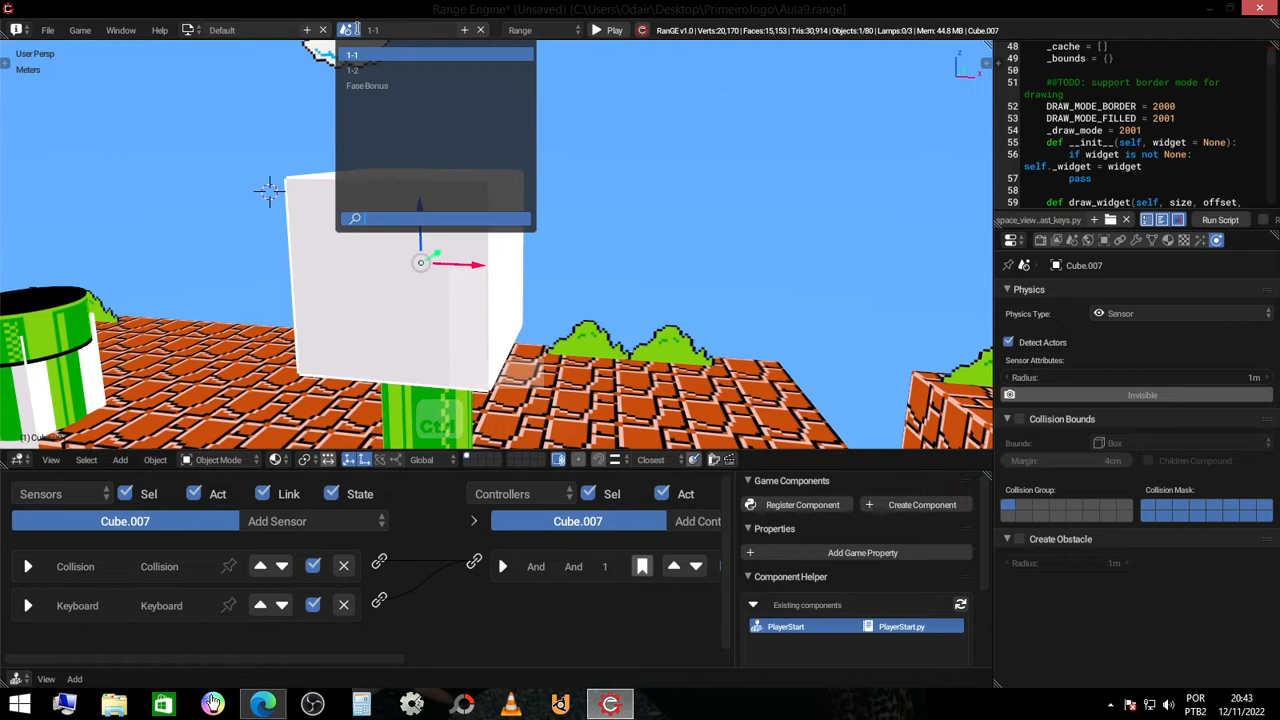 Range Engine* (Unsaved) [C:\Users\Odair\Desktop\PrimeiroJogo\Aula9.range]
File Game Window Help Default 1-1 Range Play RanGE v1.0 | Verts:20,170 | Faces:15,153 | Tris:30,914 | Objects:1/80 | Lamps:0/3 | Mem: 44.8M | Cube.007
User Persp
Meters
1-1
1-2
Fase Bonus
z
x
48 _cache = []
49 _bounds = {}
50
51 ##TODO: support border mode for
drawing
52 DRAW_MODE_BORDER = 2000
53 DRAW_MODE_FILLED = 2001
54 _draw_mode = 2001
55 def __init__(self, widget = None):
56 if widget is not None:
self._widget = widget
57 pass
58
59 def draw_widget(self, size, offset,
space_view...ast_keys.py Run Script
Cube.007
Physics
Physics Type: Sensor
Detect Actors
Sensor Attributes:
Radius: 1m
Invisible
Collision Bounds
Bounds: Box
Margin: 4cm Children Compound
Collision Group: Collision Mask:
Create Obstacle
Radius: 1m
Ctrl
View Select Add Object Object Mode Global Closest
Sensors Sel Act Link State Controllers Sel Act
Cube.007 Add Sensor Cube.007 Add Cont
Collision Collision And And 1
Keyboard Keyboard
Game Components
Register Component Create Component
Properties
Add Game Property
Component Helper
Existing components
PlayerStart PlayerStart.py
View Add
POR
PTB2
20:43
12/11/2022